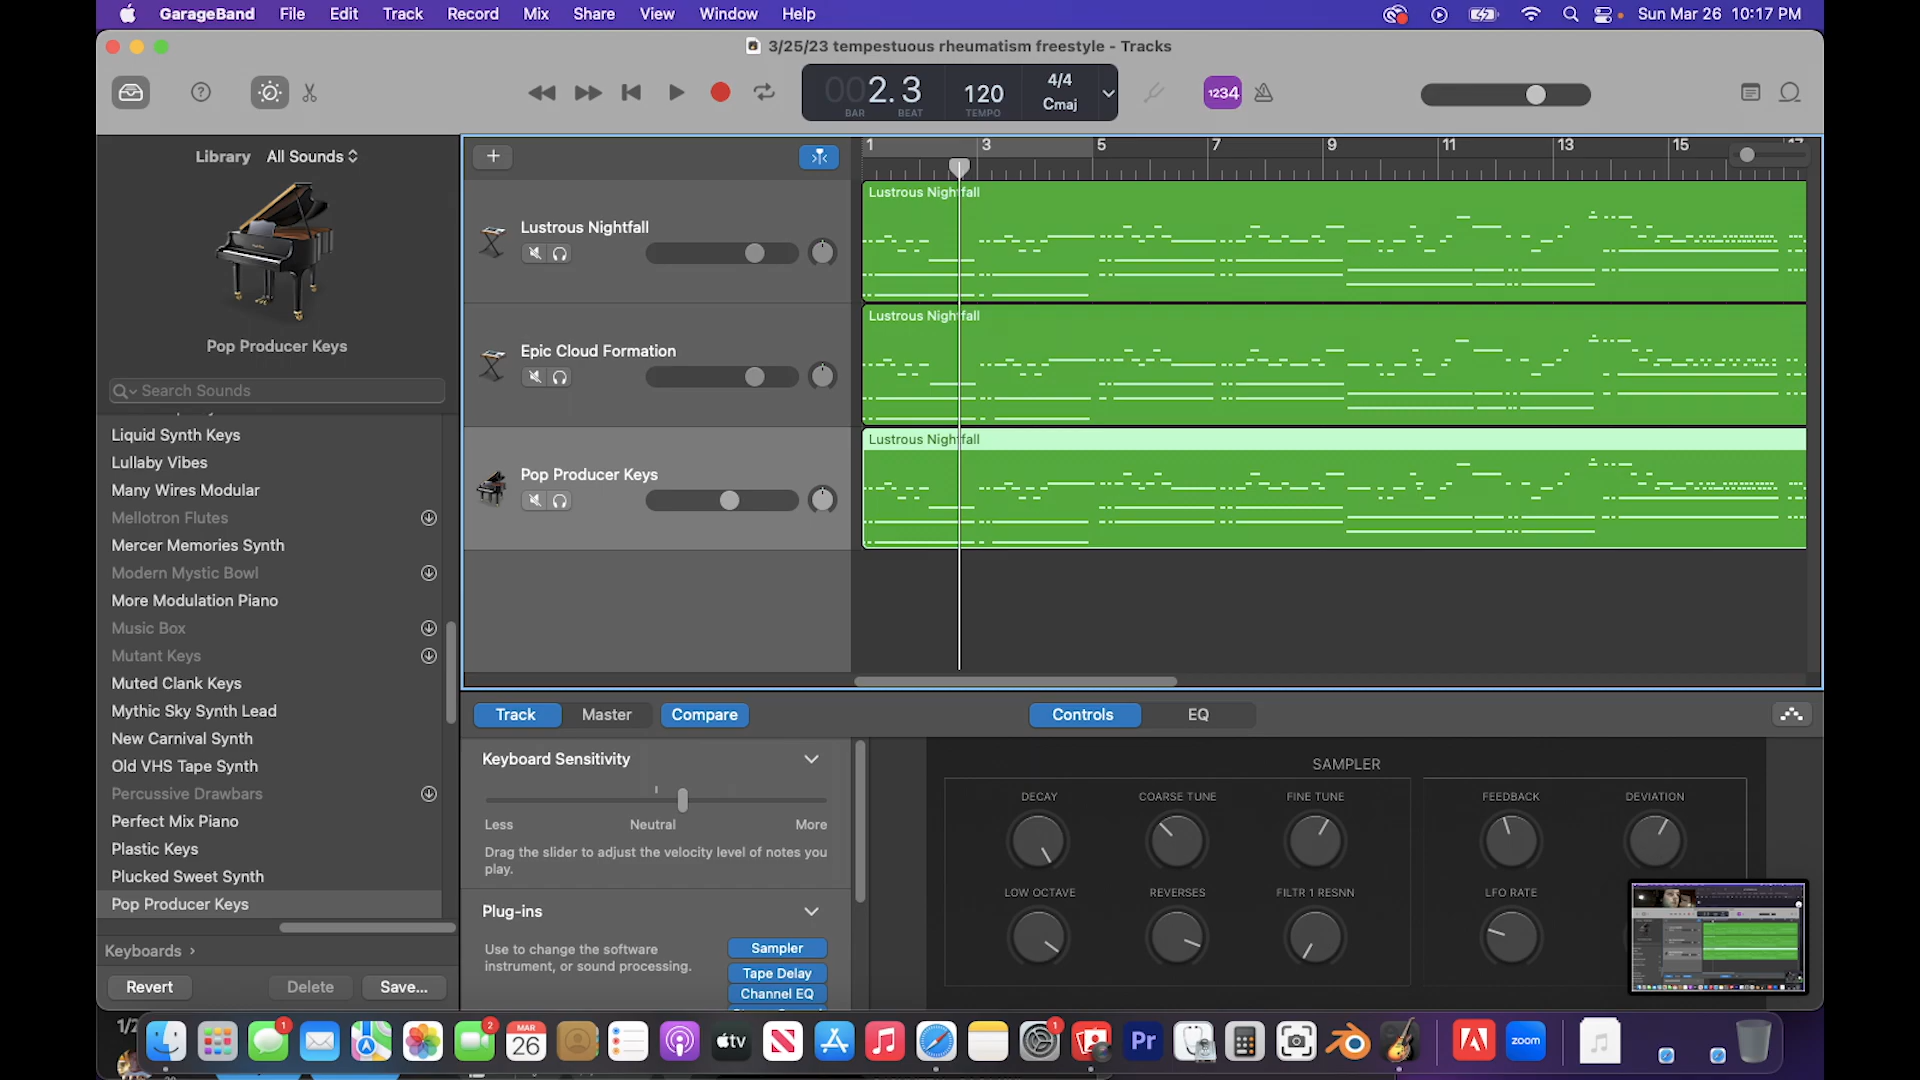 GarageBand File Edit Track Record Mix Share View Window Help Sun Mar 26 10:17 PM
3/25/23 tempestuous rheumatism freestyle - Tracks
002.3 120 4/4 Cmaj
BAR BEAT TEMPO
1234
Library All Sounds
Pop Producer Keys
Search Sounds
Liquid Synth Keys
Lullaby Vibes
Many Wires Modular
Mellotron Flutes
Mercer Memories Synth
Modern Mystic Bowl
More Modulation Piano
Music Box
Mutant Keys
Muted Clank Keys
Mythic Sky Synth Lead
New Carnival Synth
Old VHS Tape Synth
Percussive Drawbars
Perfect Mix Piano
Plastic Keys
Plucked Sweet Synth
Pop Producer Keys
Keyboards ›
Revert Delete Save...
1 3 5 7 9 11 13 15 17
Lustrous Nightfall
Lustrous Nightfall
Epic Cloud Formation
Lustrous Nightfall
Pop Producer Keys
Lustrous Nightfall
Track Master Compare Controls EQ
Keyboard Sensitivity
Less Neutral More
Drag the slider to adjust the velocity level of notes you
play.
Plug-ins
Use to change the software
instrument, or sound processing.
Sampler
Tape Delay
Channel EQ
SAMPLER
DECAY COARSE TUNE FINE TUNE FEEDBACK DEVIATION
LOW OCTAVE REVERSES FILTR 1 RESNN LFO RATE
1 2 MAR 26 tv 1 Pr zoom